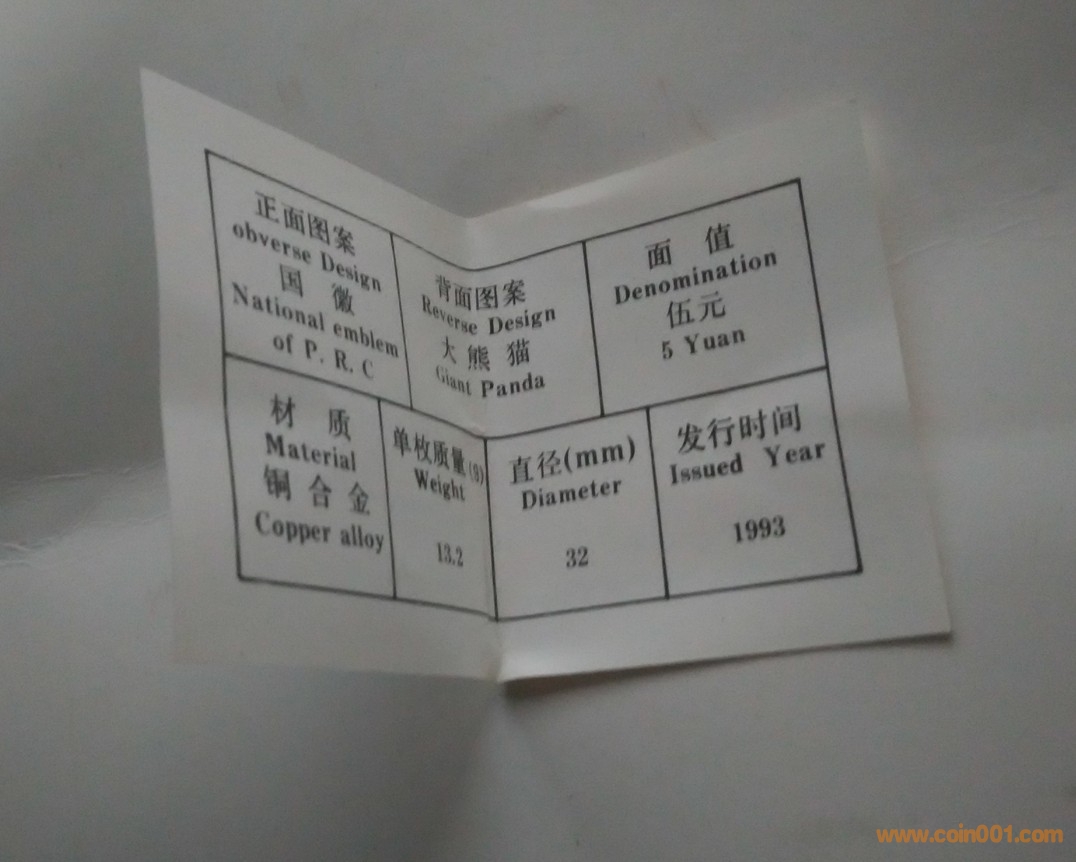 正面图案
obverse Design
国 徽
National emblem
of P. R. C
背面图案
Reverse Design
大 熊 猫
Giant Panda
面 值
Denomination
伍元
5 Yuan
材 质
Material
铜 合 金
Copper alloy
单枚质量(g)
Weight
13.2
直径(mm)
Diameter
32
发行时间
Issued Year
1993
www.coin001.com